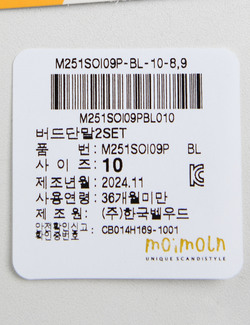 M251SOI09P-BL-10-8,9
M251SOI09PBL010
버드단말2SET
품 번: M251SOI09P BL
사 이 즈: 10
제조년월: 2024.11
사용연령: 36개월미만
제 조 원: (주)한국벨우드
안전확인신고
확인증번호: CB014H169-1001
moimoln
UNIQUE SCANDISTYLE